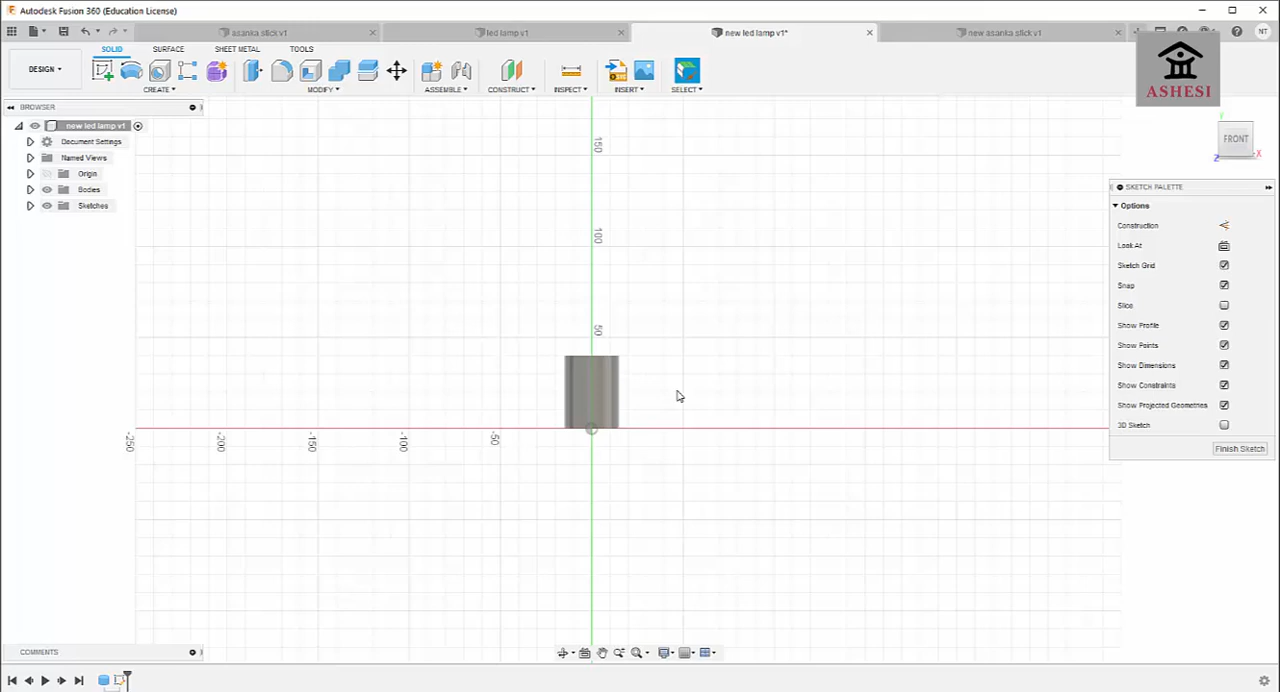 Autodesk Fusion 360 (Education License)
asanka stick v1
led lamp v1
new led lamp v1*
new asanka stick v1
NT
SOLID
SURFACE
SHEET METAL
TOOLS
DESIGN
CREATE
MODIFY
ASSEMBLE
CONSTRUCT
INSPECT
INSERT
SELECT
ASHESI
BROWSER
new led lamp v1
Document Settings
Named Views
Origin
Bodies
Sketches
FRONT
Y
X
Z
150
100
50
-250
-200
-150
-100
-50
SKETCH PALETTE
Options
Construction
Look At
Sketch Grid
Snap
Slice
Show Profile
Show Points
Show Dimensions
Show Constraints
Show Projected Geometries
3D Sketch
Finish Sketch
COMMENTS